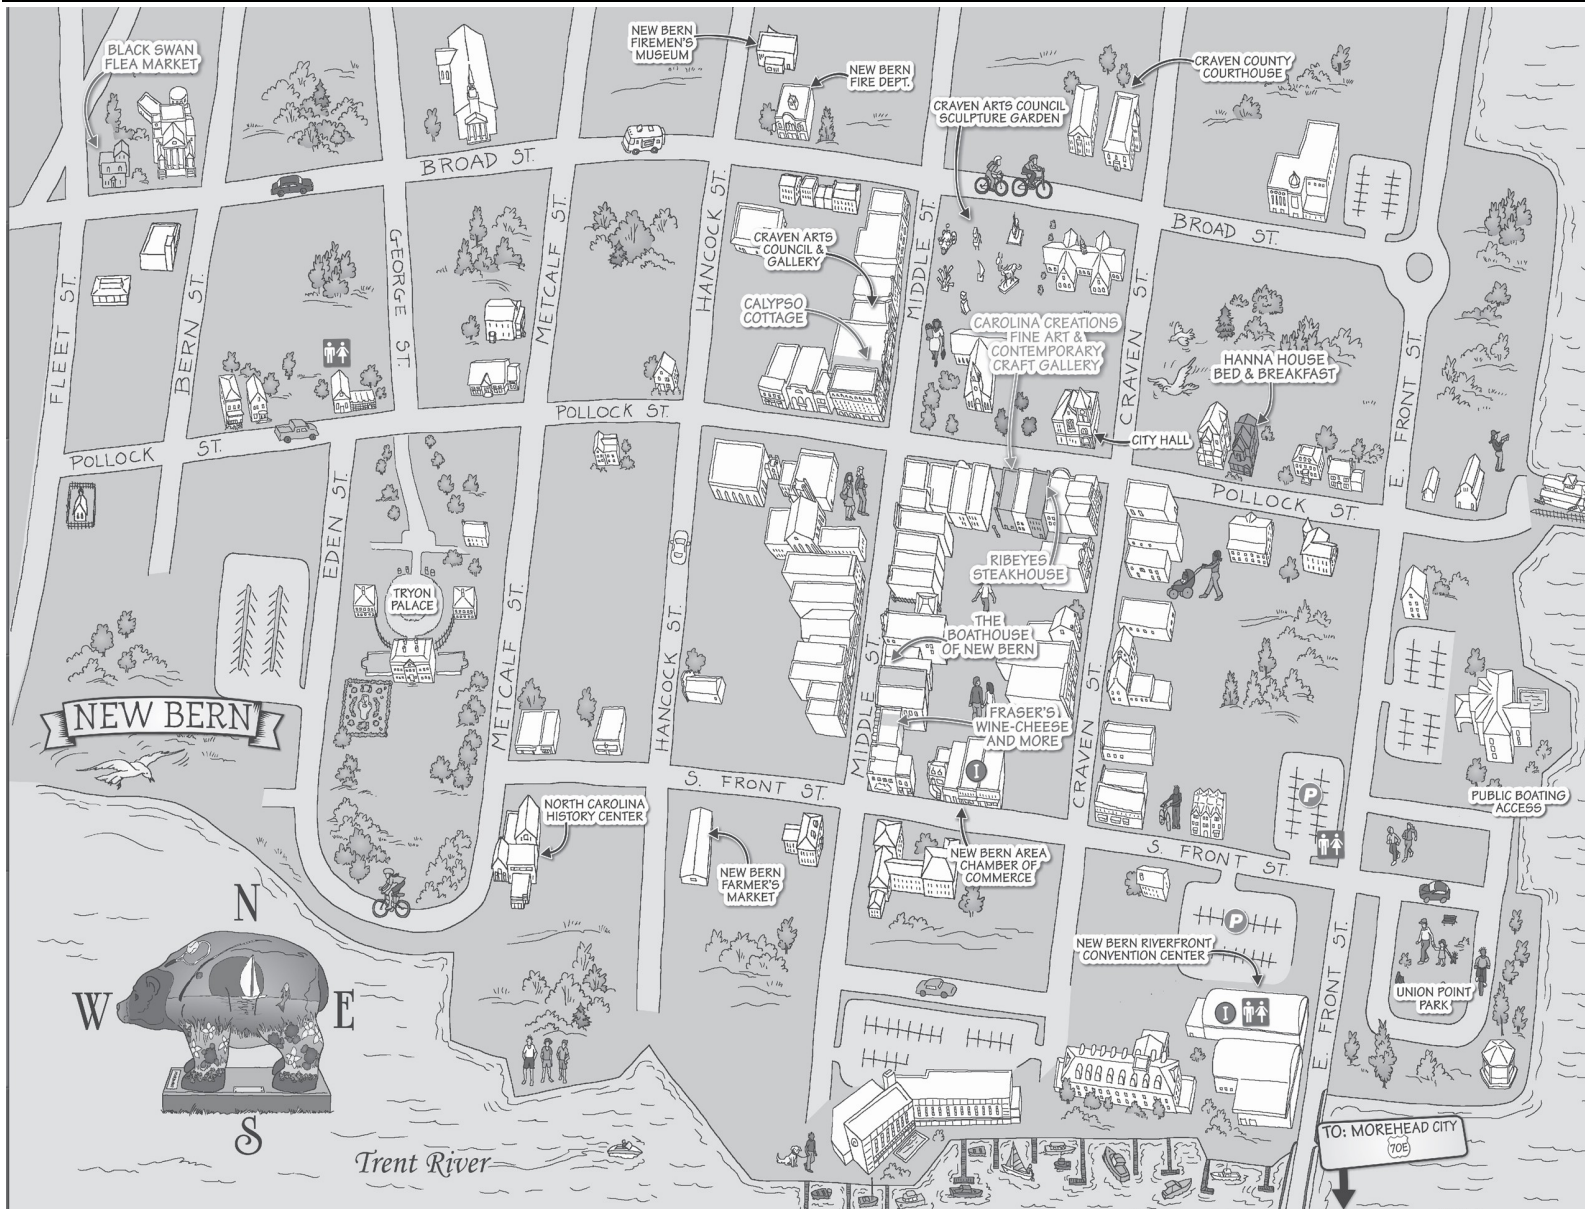 BLACK SWAN
FLEA MARKET
NEW BERN
FIREMEN'S
MUSEUM
NEW BERN
FIRE DEPT.
CRAVEN COUNTY
COURTHOUSE
CRAVEN ARTS COUNCIL
SCULPTURE GARDEN
BROAD ST.
BROAD ST.
FLEET ST.
BERN ST.
GEORGE ST.
METCALF ST.
HANCOCK ST.
MIDDLE ST.
CRAVEN ST.
E. FRONT ST.
CRAVEN ARTS
COUNCIL &
GALLERY
CALYPSO
COTTAGE
CAROLINA CREATIONS
FINE ART &
CONTEMPORARY
CRAFT GALLERY
HANNA HOUSE
BED & BREAKFAST
CITY HALL
POLLOCK ST.
POLLOCK ST.
POLLOCK ST.
EDEN ST.
TRYON
PALACE
RIBEYES
STEAKHOUSE
THE
BOATHOUSE
OF NEW BERN
METCALF ST.
HANCOCK ST.
MIDDLE ST.
CRAVEN ST.
FRASER'S
WINE-CHEESE
AND MORE
I
NEW BERN
S. FRONT ST.
P
PUBLIC BOATING
ACCESS
NORTH CAROLINA
HISTORY CENTER
NEW BERN
FARMER'S
MARKET
NEW BERN AREA
CHAMBER OF
COMMERCE
S. FRONT ST.
P
NEW BERN RIVERFRONT
CONVENTION CENTER
I
UNION POINT
PARK
E. FRONT ST.
N
W
E
S
Trent River
TO: MOREHEAD CITY
70E